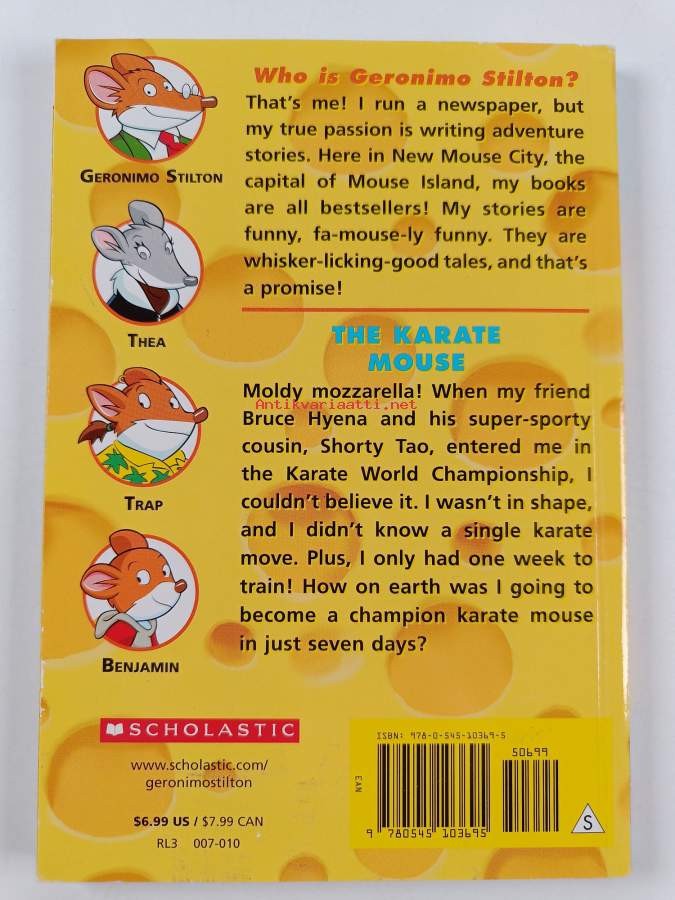 GERONIMO STILTON
THEA
TRAP
BENJAMIN
Who is Geronimo Stilton?
That's me! I run a newspaper, but
my true passion is writing adventure
stories. Here in New Mouse City, the
capital of Mouse Island, my books
are all bestsellers! My stories are
funny, fa-mouse-ly funny. They are
whisker-licking-good tales, and that's
a promise!
THE KARATE
MOUSE
Moldy mozzarella! When my friend
Antikvariaatti.net
Bruce Hyena and his super-sporty
cousin, Shorty Tao, entered me in
the Karate World Championship, I
couldn't believe it. I wasn't in shape,
and I didn't know a single karate
move. Plus, I only had one week to
train! How on earth was I going to
become a champion karate mouse
in just seven days?
SCHOLASTIC
www.scholastic.com/
geronimostilton
$6.99 US / $7.99 CAN
RL3 007-010
ISBN: 978-0-545-10369-5
50699
EAN
9 780545 103695
S